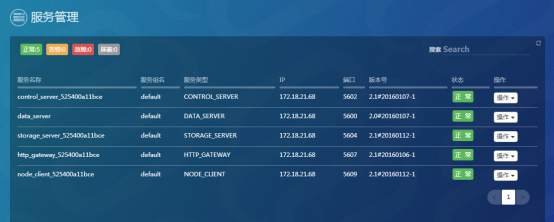 服务管理
正常:5 告警:0 故障:0 屏蔽:0 搜索 Search
服务名称 服务组名 服务类型 IP 端口 版本号 状态 操作
control_server_525400a11bce default CONTROL_SERVER 172.18.21.68 5602 2.1#20160107-1 正 常 操作
data_server default DATA_SERVER 172.18.21.68 5600 2.0#20160107-1 正 常 操作
storage_server_525400a11bce default STORAGE_SERVER 172.18.21.68 5604 2.1#20160112-1 正 常 操作
http_gateway_525400a11bce default HTTP_GATEWAY 172.18.21.68 5607 2.1#20160106-1 正 常 操作
node_client_525400a11bce default NODE_CLIENT 172.18.21.68 5609 2.1#20160112-1 正 常 操作
‹ 1 ›